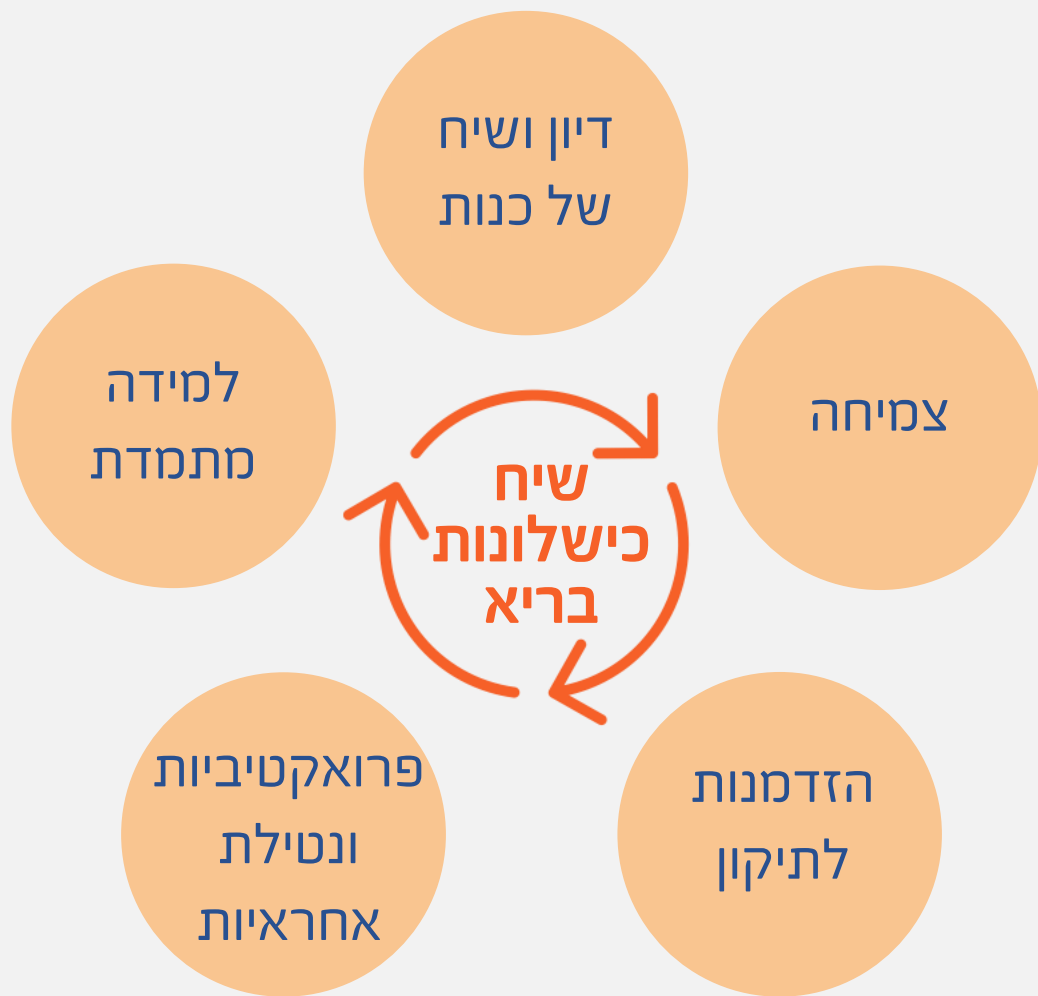 דיון ושיח
של כנות
צמיחה
הזדמנות
לתיקון
פרואקטיביות
ונטילת
אחראיות
למידה
מתמדת
שיח
כישלונות
בריא